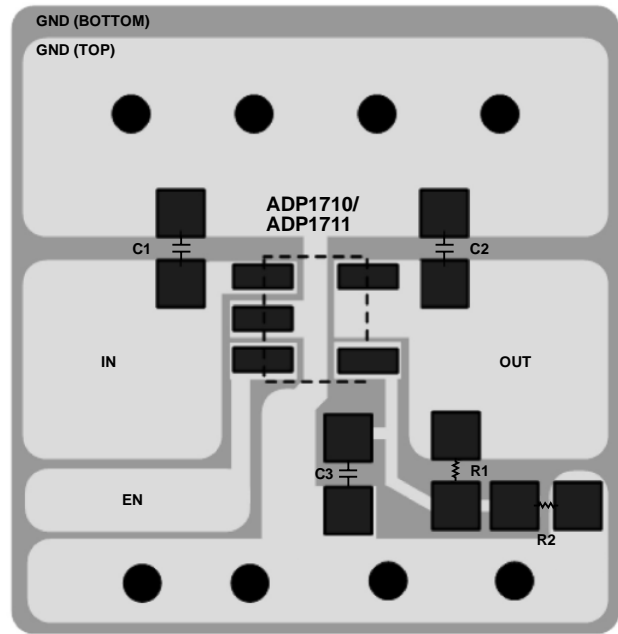 GND (BOTTOM)
GND (TOP)
ADP1710/
ADP1711
C1
C2
IN
OUT
C3
R1
EN
R2